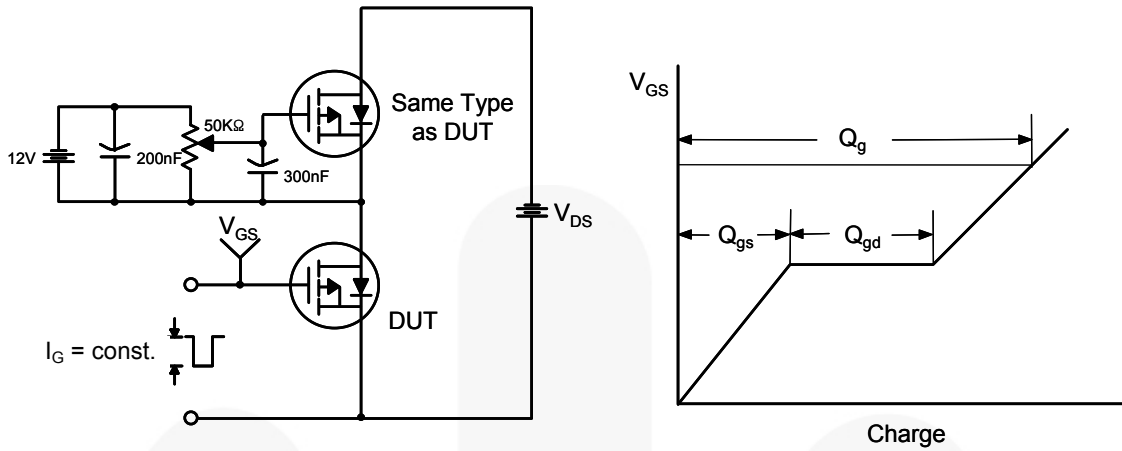 Same Type
as DUT
50KΩ
12V
200nF
300nF
V_GS
V_DS
DUT
I_G = const.
V_GS
Q_g
Q_gs
Q_gd
Charge